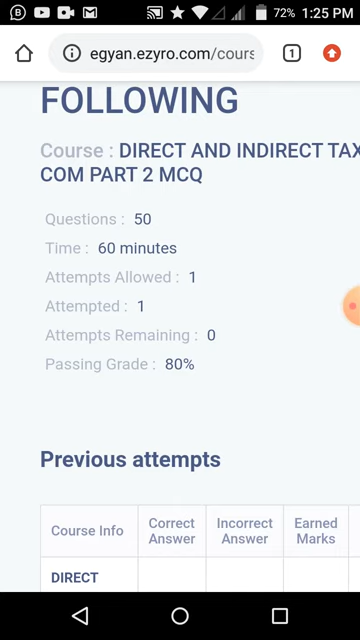 72% 1:25 PM
egyan.ezyro.com/cours
1
FOLLOWING
Course : DIRECT AND INDIRECT TAX
COM PART 2 MCQ
Questions : 50
Time : 60 minutes
Attempts Allowed : 1
Attempted : 1
Attempts Remaining : 0
Passing Grade : 80%
Previous attempts
Course Info
Correct Answer
Incorrect Answer
Earned Marks
DIRECT